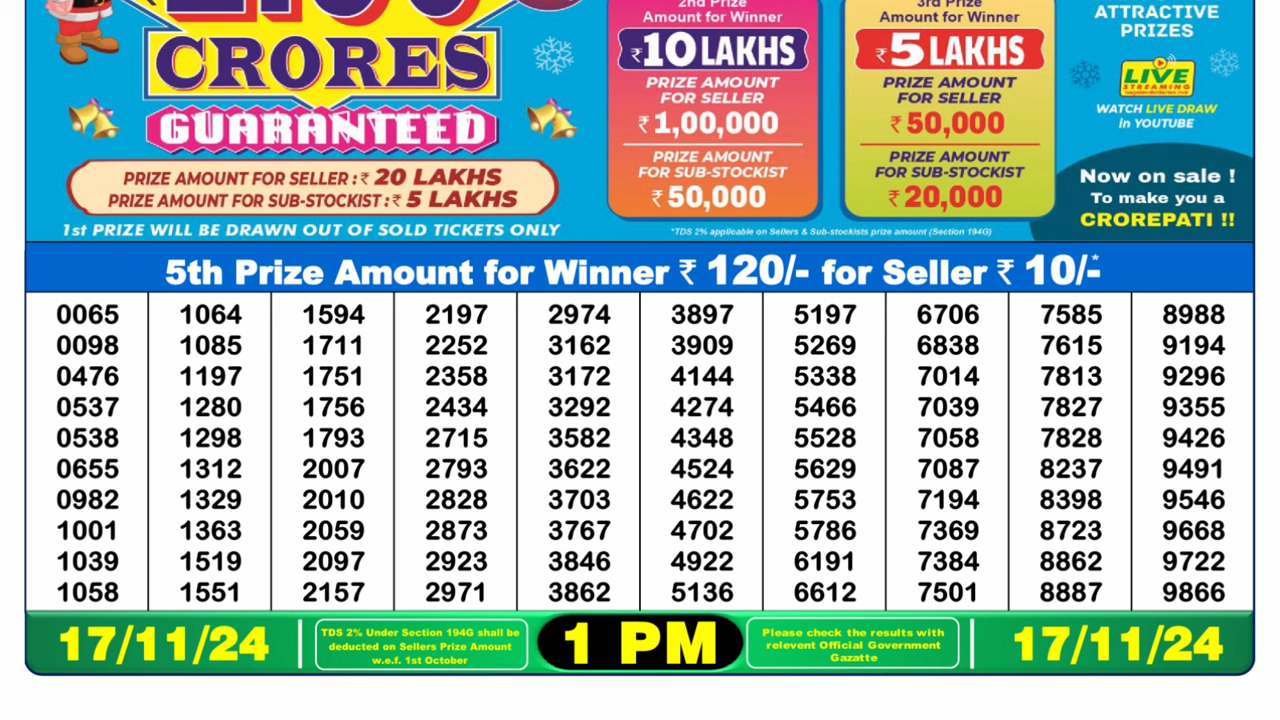 CRORES
GUARANTEED
PRIZE AMOUNT FOR SELLER :₹ 20 LAKHS
PRIZE AMOUNT FOR SUB-STOCKIST :₹ 5 LAKHS
1st PRIZE WILL BE DRAWN OUT OF SOLD TICKETS ONLY
2nd Prize
Amount for Winner
₹10 LAKHS
PRIZE AMOUNT
FOR SELLER
₹1,00,000
PRIZE AMOUNT
FOR SUB-STOCKIST
₹50,000
3rd Prize
Amount for Winner
₹5 LAKHS
PRIZE AMOUNT
FOR SELLER
₹50,000
PRIZE AMOUNT
FOR SUB-STOCKIST
₹20,000
*TDS 2% applicable on Sellers & Sub-stockists prize amount (Section 194G)
ATTRACTIVE
PRIZES
LIVE
STREAMING
WATCH LIVE DRAW
in YOUTUBE
Now on sale !
To make you a
CROREPATI !!
5th Prize Amount for Winner ₹ 120/- for Seller ₹ 10/-*
0065 1064 1594 2197 2974 3897 5197 6706 7585 8988
0098 1085 1711 2252 3162 3909 5269 6838 7615 9194
0476 1197 1751 2358 3172 4144 5338 7014 7813 9296
0537 1280 1756 2434 3292 4274 5466 7039 7827 9355
0538 1298 1793 2715 3582 4348 5528 7058 7828 9426
0655 1312 2007 2793 3622 4524 5629 7087 8237 9491
0982 1329 2010 2828 3703 4622 5753 7194 8398 9546
1001 1363 2059 2873 3767 4702 5786 7369 8723 9668
1039 1519 2097 2923 3846 4922 6191 7384 8862 9722
1058 1551 2157 2971 3862 5136 6612 7501 8887 9866
17/11/24
TDS 2% Under Section 194G shall be
deducted on Sellers Prize Amount
w.e.f. 1st October
1 PM
Please check the results with
relevent Official Government
Gazatte
17/11/24